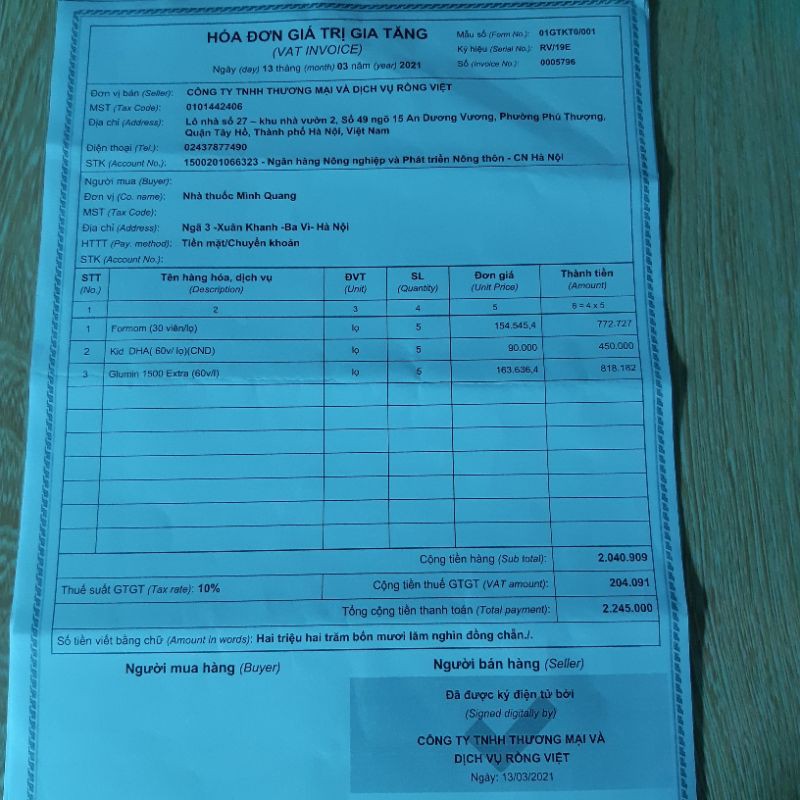 HÓA ĐƠN GIÁ TRỊ GIA TĂNG
(VAT INVOICE)
Ngày (day) 13 tháng (month) 03 năm (year) 2021
Mẫu số (Form No.): 01GTKT0/001
Ký hiệu (Serial No.): RV/19E
Số (Invoice No.): 0005796
Đơn vị bán (Seller): CÔNG TY TNHH THƯƠNG MẠI VÀ DỊCH VỤ RỒNG VIỆT
MST (Tax Code): 0101442406
Địa chỉ (Address): Lô nhà số 27 – khu nhà vườn 2, Số 49 ngõ 15 An Dương Vương, Phường Phú Thượng,
Quận Tây Hồ, Thành phố Hà Nội, Việt Nam
Điện thoại (Tel.): 02437877490
STK (Account No.): 1500201066323 - Ngân hàng Nông nghiệp và Phát triển Nông thôn - CN Hà Nội
Người mua (Buyer):
Đơn vị (Co. name): Nhà thuốc Minh Quang
MST (Tax Code):
Địa chỉ (Address): Ngã 3 -Xuân Khanh -Ba Vì- Hà Nội
HTTT (Pay. method): Tiền mặt/Chuyển khoản
STK (Account No.):
STT Tên hàng hóa, dịch vụ ĐVT SL Đơn giá Thành tiền
(No.) (Description) (Unit) (Quantity) (Unit Price) (Amount)
1 2 3 4 5 6 = 4 x 5
1 Formom (30 viên/lọ) lọ 5 154.545,4 772.727
2 Kid DHA( 60v/ lọ)(CND) lọ 5 90.000 450.000
3 Glumin 1500 Extra (60v/l) lọ 5 163.636,4 818.182
Cộng tiền hàng (Sub total): 2.040.909
Thuế suất GTGT (Tax rate): 10% Cộng tiền thuế GTGT (VAT amount): 204.091
Tổng cộng tiền thanh toán (Total payment): 2.245.000
Số tiền viết bằng chữ (Amount in words): Hai triệu hai trăm bốn mươi lăm nghìn đồng chẵn./.
Người mua hàng (Buyer) Người bán hàng (Seller)
Đã được ký điện tử bởi
(Signed digitally by)
CÔNG TY TNHH THƯƠNG MẠI VÀ
DỊCH VỤ RỒNG VIỆT
Ngày: 13/03/2021